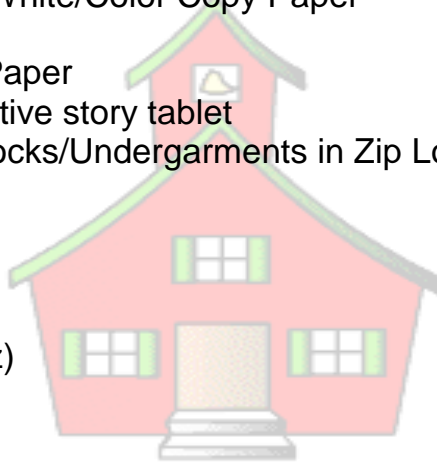 White/Color Copy Paper
Paper
tive story tablet
ocks/Undergarments in Zip Lo
z)